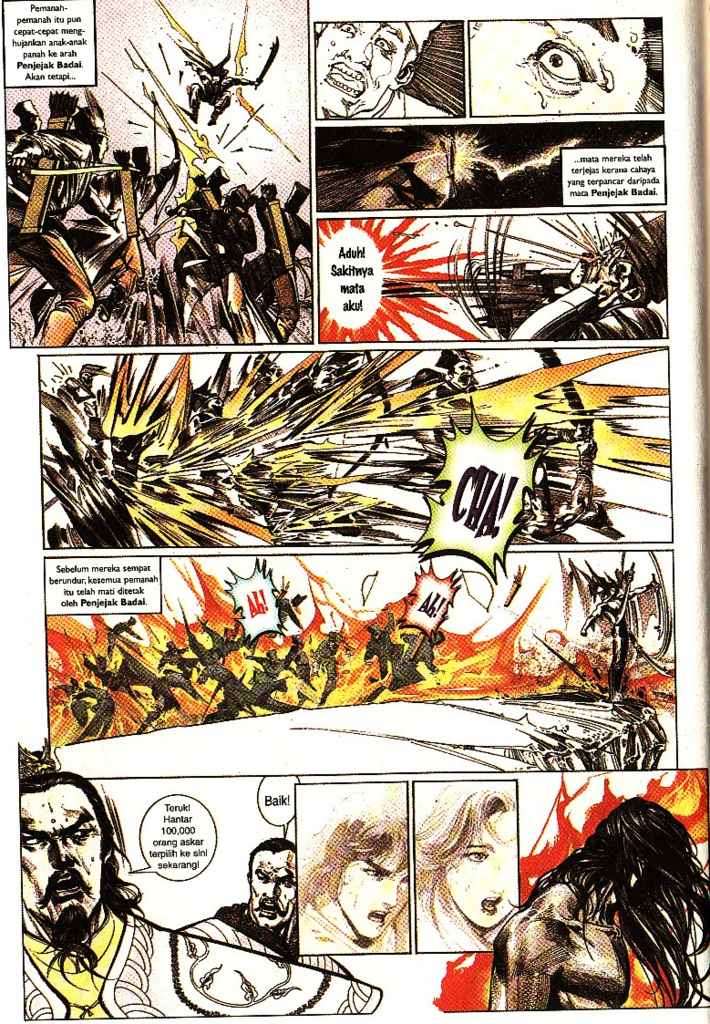 Pemanah-
pemanah itu pun
cepat-cepat meng-
hujankan anak-anak
panah ke arah
Penjejak Badai.
Akan tetapi...
...mata mereka telah
terjejas kerana cahaya
yang terpancar daripada
mata Penjejak Badai.
Aduh!
Sakitnya
mata
aku!
CHA!
Sebelum mereka sempat
berundur, kesemua pemanah
itu telah mati ditetak
oleh Penjejak Badai.
Ah!
Ah!
Teruk!
Hantar
100,000
orang askar
terpilih ke sini
sekarang!
Baik!